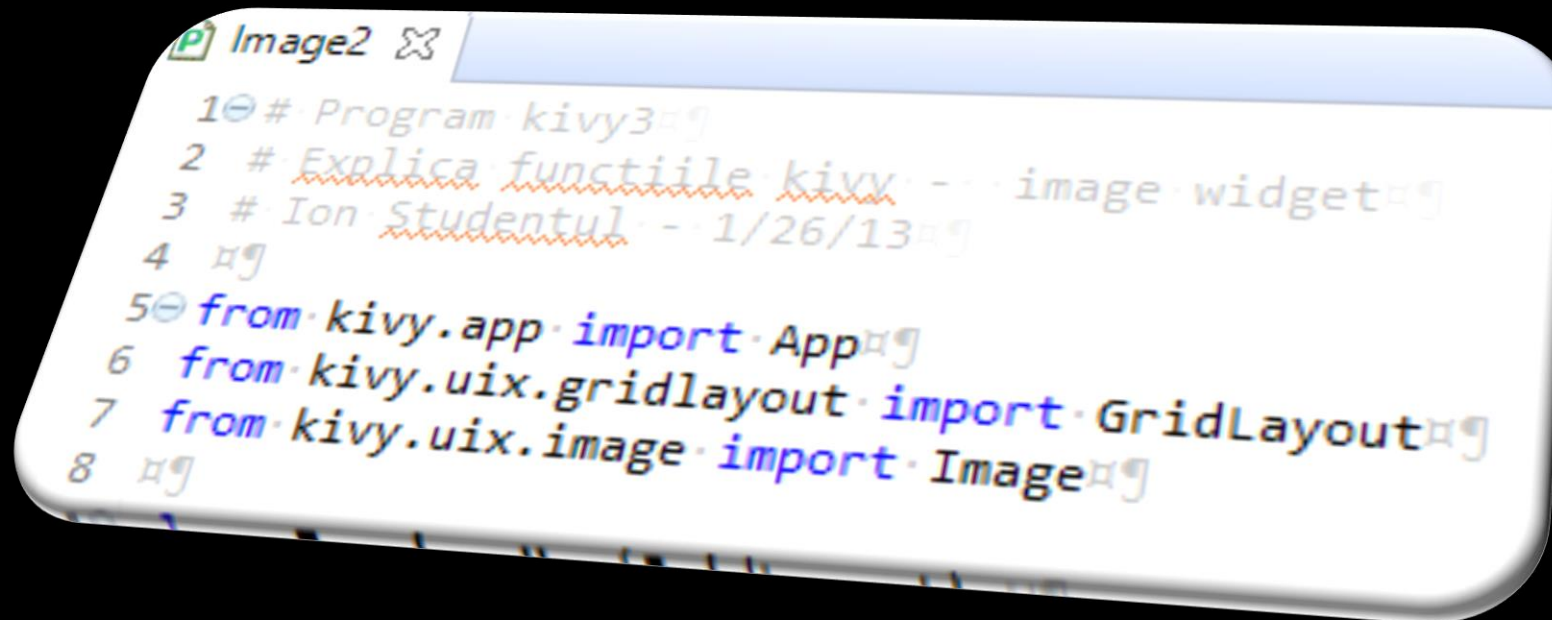 Image2
1 # Program kivy3¤¶
2 # Explica functiile kivy - image widget¤¶
3 # Ion Studentul - 1/26/13¤¶
4 ¤¶
5 from kivy.app import App¤¶
6 from kivy.uix.gridlayout import GridLayout¤¶
7 from kivy.uix.image import Image¤¶
8 ¤¶